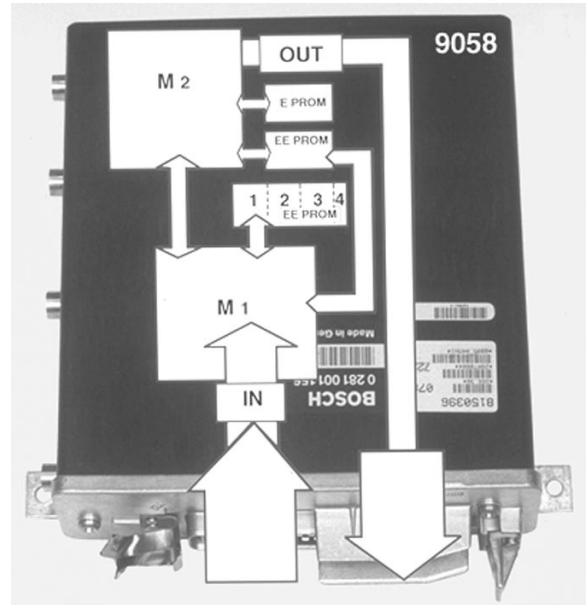 9058
OUT
M 2
E PROM
EE PROM
1 2 3 4
EE PROM
M 1
IN
Made in Ge
0 281 001
BOSCH
8150396